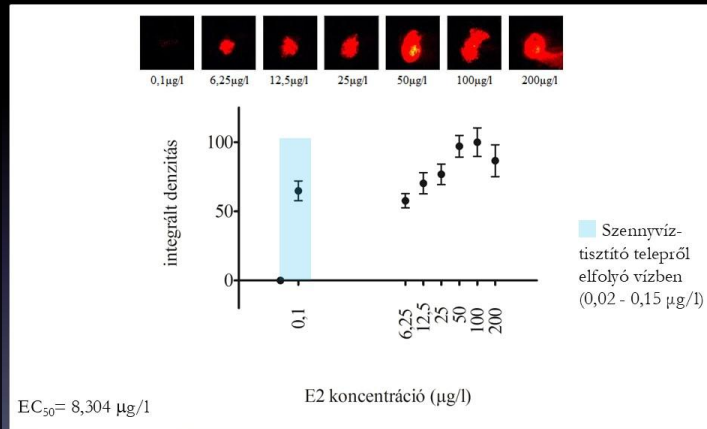 0,1µg/l 6,25µg/l 12,5µg/l 25µg/l 50µg/l 100µg/l 200µg/l
integrált denzitás
100
50
0
0,1
6,25
12,5
25
50
100
200
Szennyvíz-
tisztító telepről
elfolyó vízben
(0,02 - 0,15 µg/l)
E2 koncentráció (µg/l)
EC₅₀= 8,304 µg/l